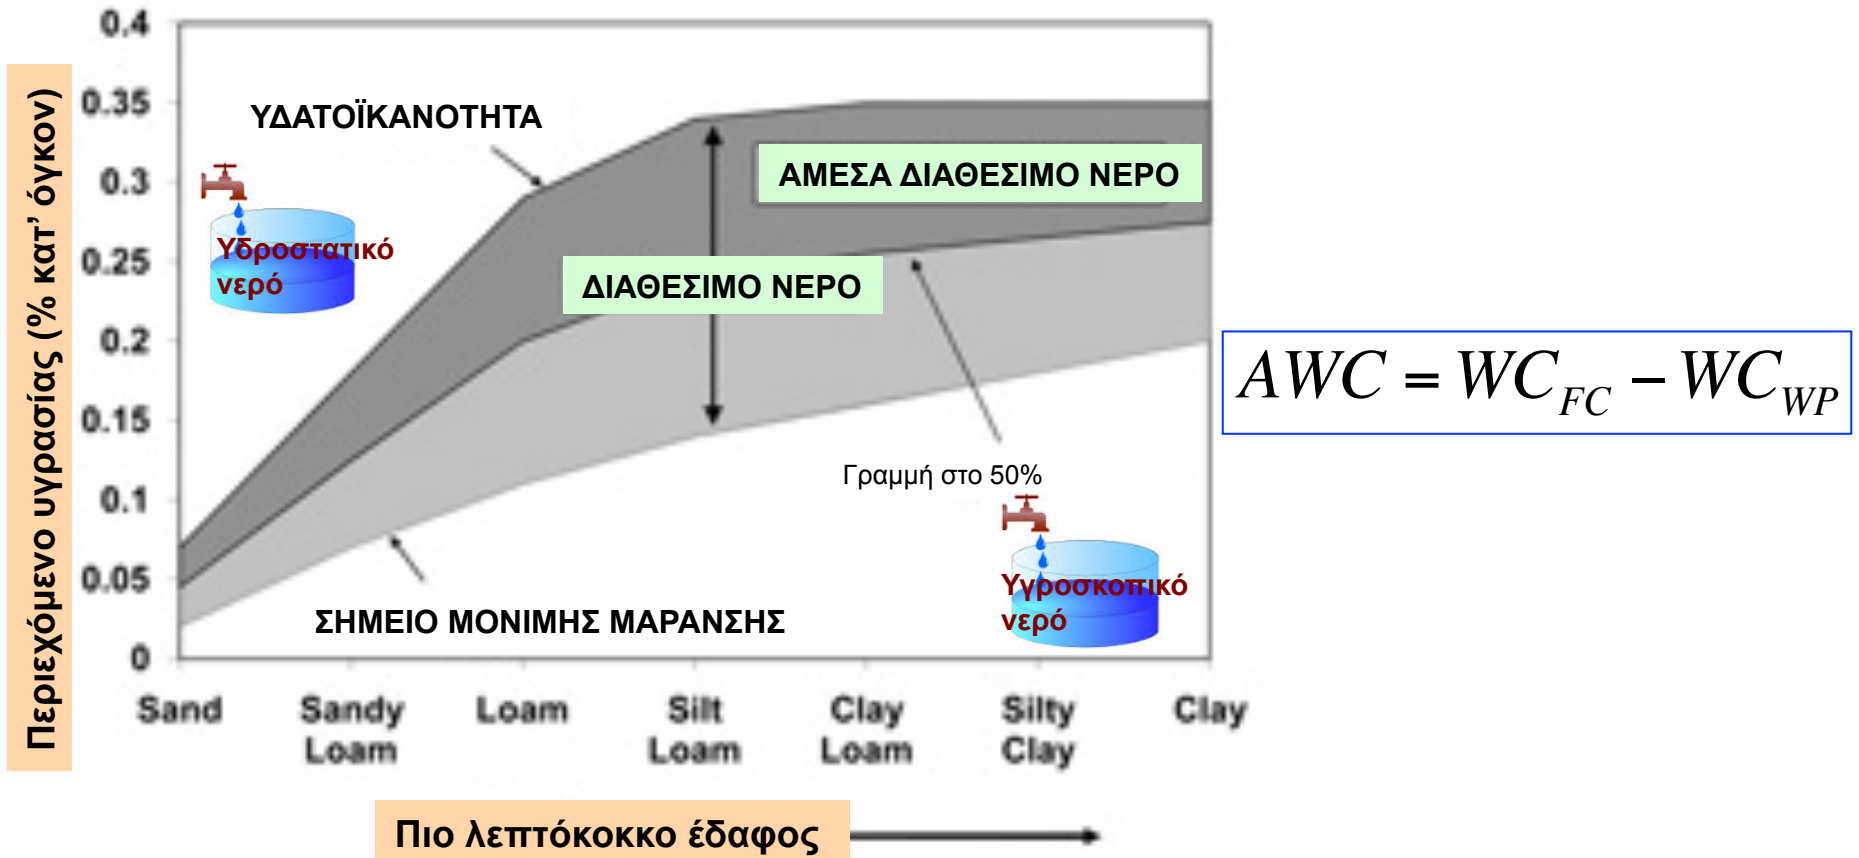 Περιεχόμενο υγρασίας (% κατ' όγκον)
0.4
0.35
0.3
0.25
0.2
0.15
0.1
0.05
0
ΥΔΑΤΟΪΚΑΝΟΤΗΤΑ
Υδροστατικό
νερό
ΑΜΕΣΑ ΔΙΑΘΕΣΙΜΟ ΝΕΡΟ
ΔΙΑΘΕΣΙΜΟ ΝΕΡΟ
Γραμμή στο 50%
Υγροσκοπικό
νερό
ΣΗΜΕΙΟ ΜΟΝΙΜΗΣ ΜΑΡΑΝΣΗΣ
Sand
Sandy
Loam
Loam
Silt
Loam
Clay
Loam
Silty
Clay
Clay
Πιο λεπτόκοκκο έδαφος
AWC = WC_FC − WC_WP